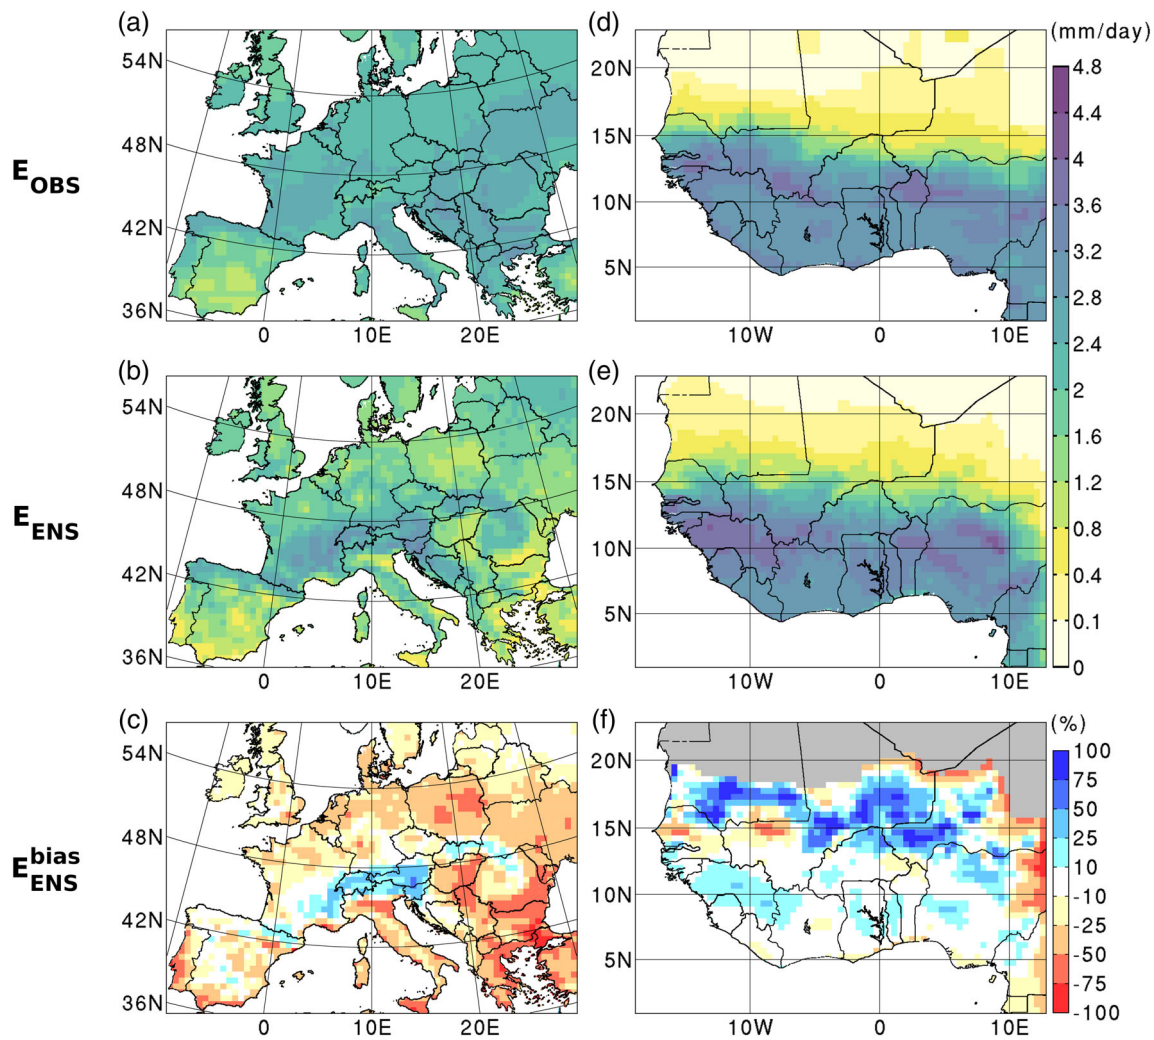 (a)
(d)
(mm/day)
54N
48N
42N
36N
0
10E
20E
E OBS
20N
15N
10N
5N
10W
0
10E
4.8
4.4
4
3.6
3.2
2.8
2.4
2
1.6
1.2
0.8
0.4
0.1
0
(b)
(e)
54N
48N
42N
36N
0
10E
20E
E ENS
20N
15N
10N
5N
10W
0
10E
(c)
(f)
(%)
54N
48N
42N
36N
0
10E
20E
E bias ENS
20N
15N
10N
5N
10W
0
10E
100
75
50
25
10
-10
-25
-50
-75
-100